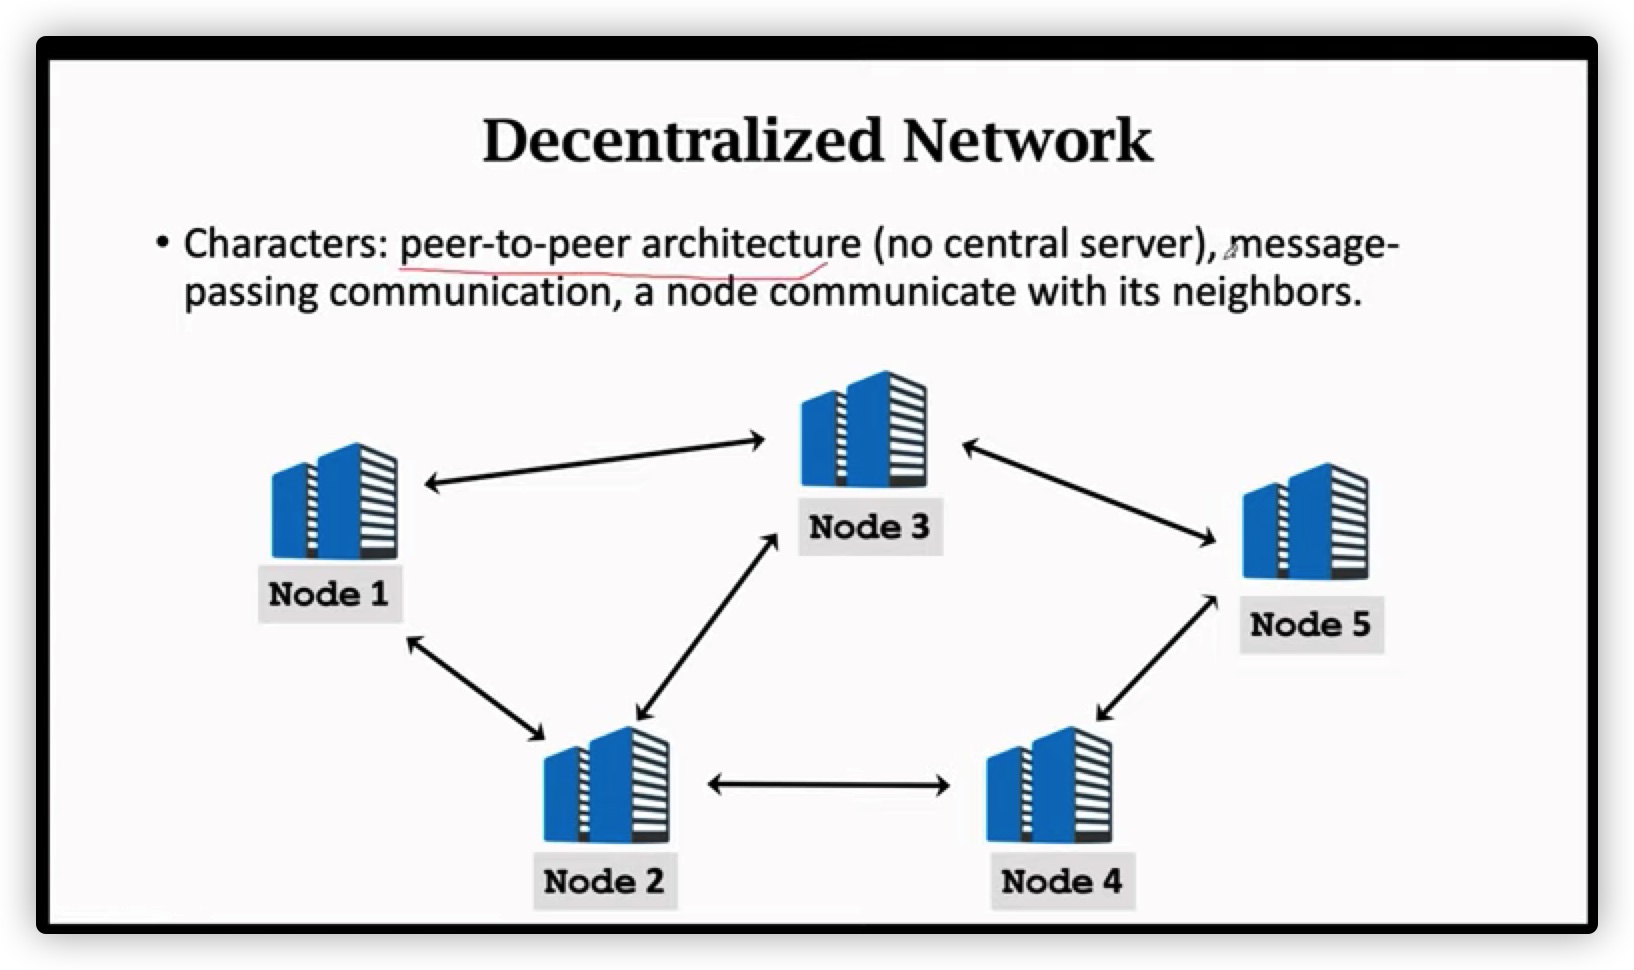 Decentralized Network
• Characters: peer-to-peer architecture (no central server), message-
passing communication, a node communicate with its neighbors.
Node 3
Node 1
Node 5
Node 2
Node 4